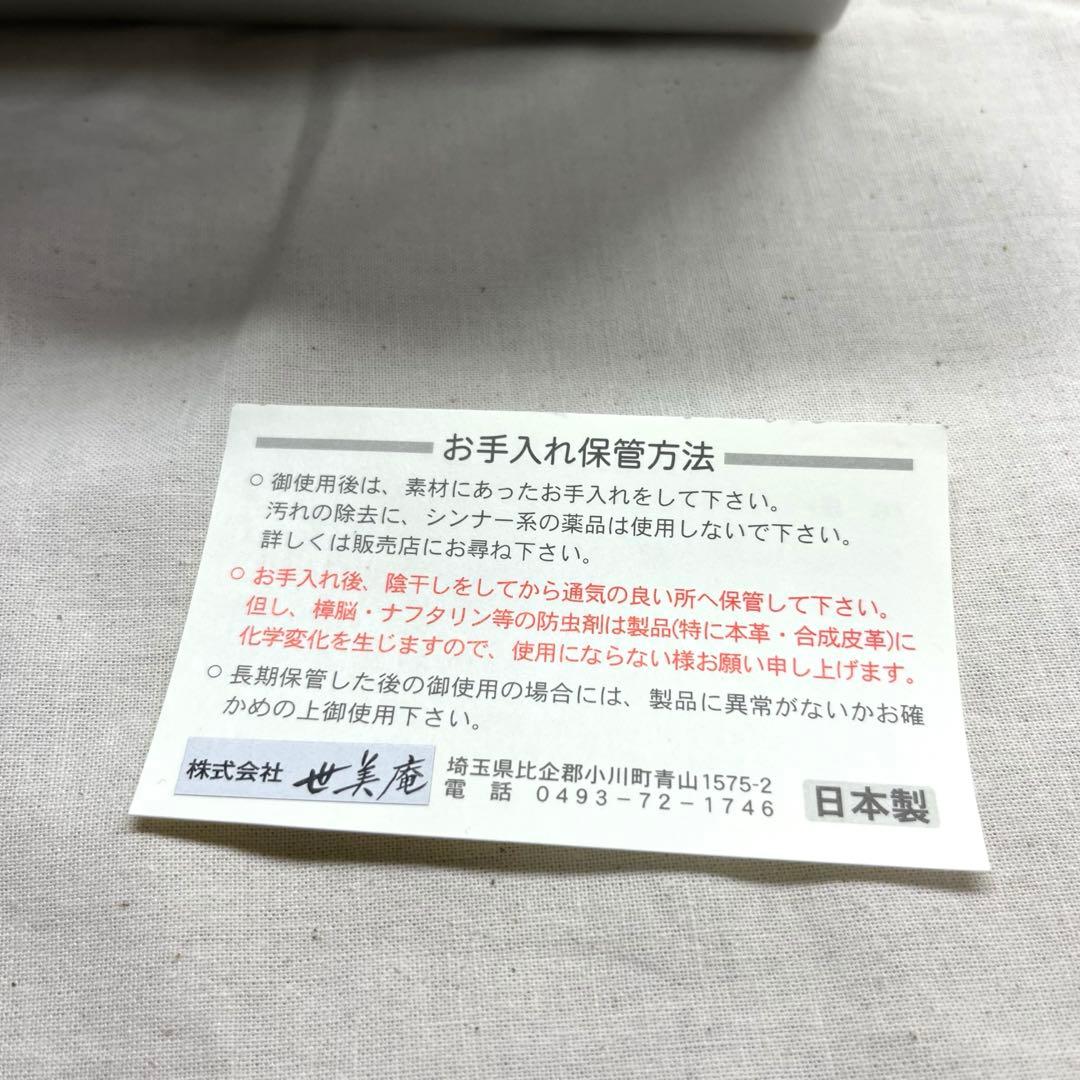 お手入れ保管方法
○ 御使用後は、素材にあったお手入れをして下さい。
汚れの除去に、シンナー系の薬品は使用しないで下さい。
詳しくは販売店にお尋ね下さい。
○ お手入れ後、陰干しをしてから通気の良い所へ保管して下さい。
但し、樟脳・ナフタリン等の防虫剤は製品(特に本革・合成皮革)に
化学変化を生じますので、使用にならない様お願い申し上げます。
○ 長期保管した後の御使用の場合には、製品に異常がないかお確
かめの上御使用下さい。
株式会社 世美庵
埼玉県比企郡小川町青山1575-2
電話 0493-72-1746
日本製